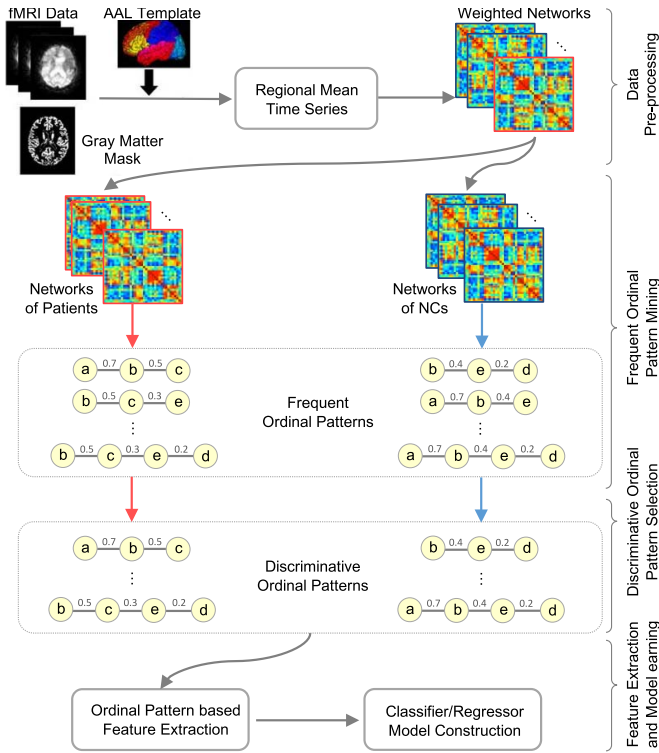 fMRI Data
AAL Template
Weighted Networks
Regional Mean
Time Series
Gray Matter
Mask
Data
Pre-processing
Networks
of Patients
Networks
of NCs
Frequent Ordinal
Pattern Mining
a 0.7 b 0.5 c
b 0.4 e 0.2 d
b 0.5 c 0.3 e
a 0.7 b 0.4 e
Frequent
Ordinal Patterns
b 0.5 c 0.3 e 0.2 d
a 0.7 b 0.4 e 0.2 d
Discriminative Ordinal
Pattern Selection
a 0.7 b 0.5 c
b 0.4 e 0.2 d
Discriminative
Ordinal Patterns
b 0.5 c 0.3 e 0.2 d
a 0.7 b 0.4 e 0.2 d
Feature Extraction
and Model earning
Ordinal Pattern based
Feature Extraction
Classifier/Regressor
Model Construction